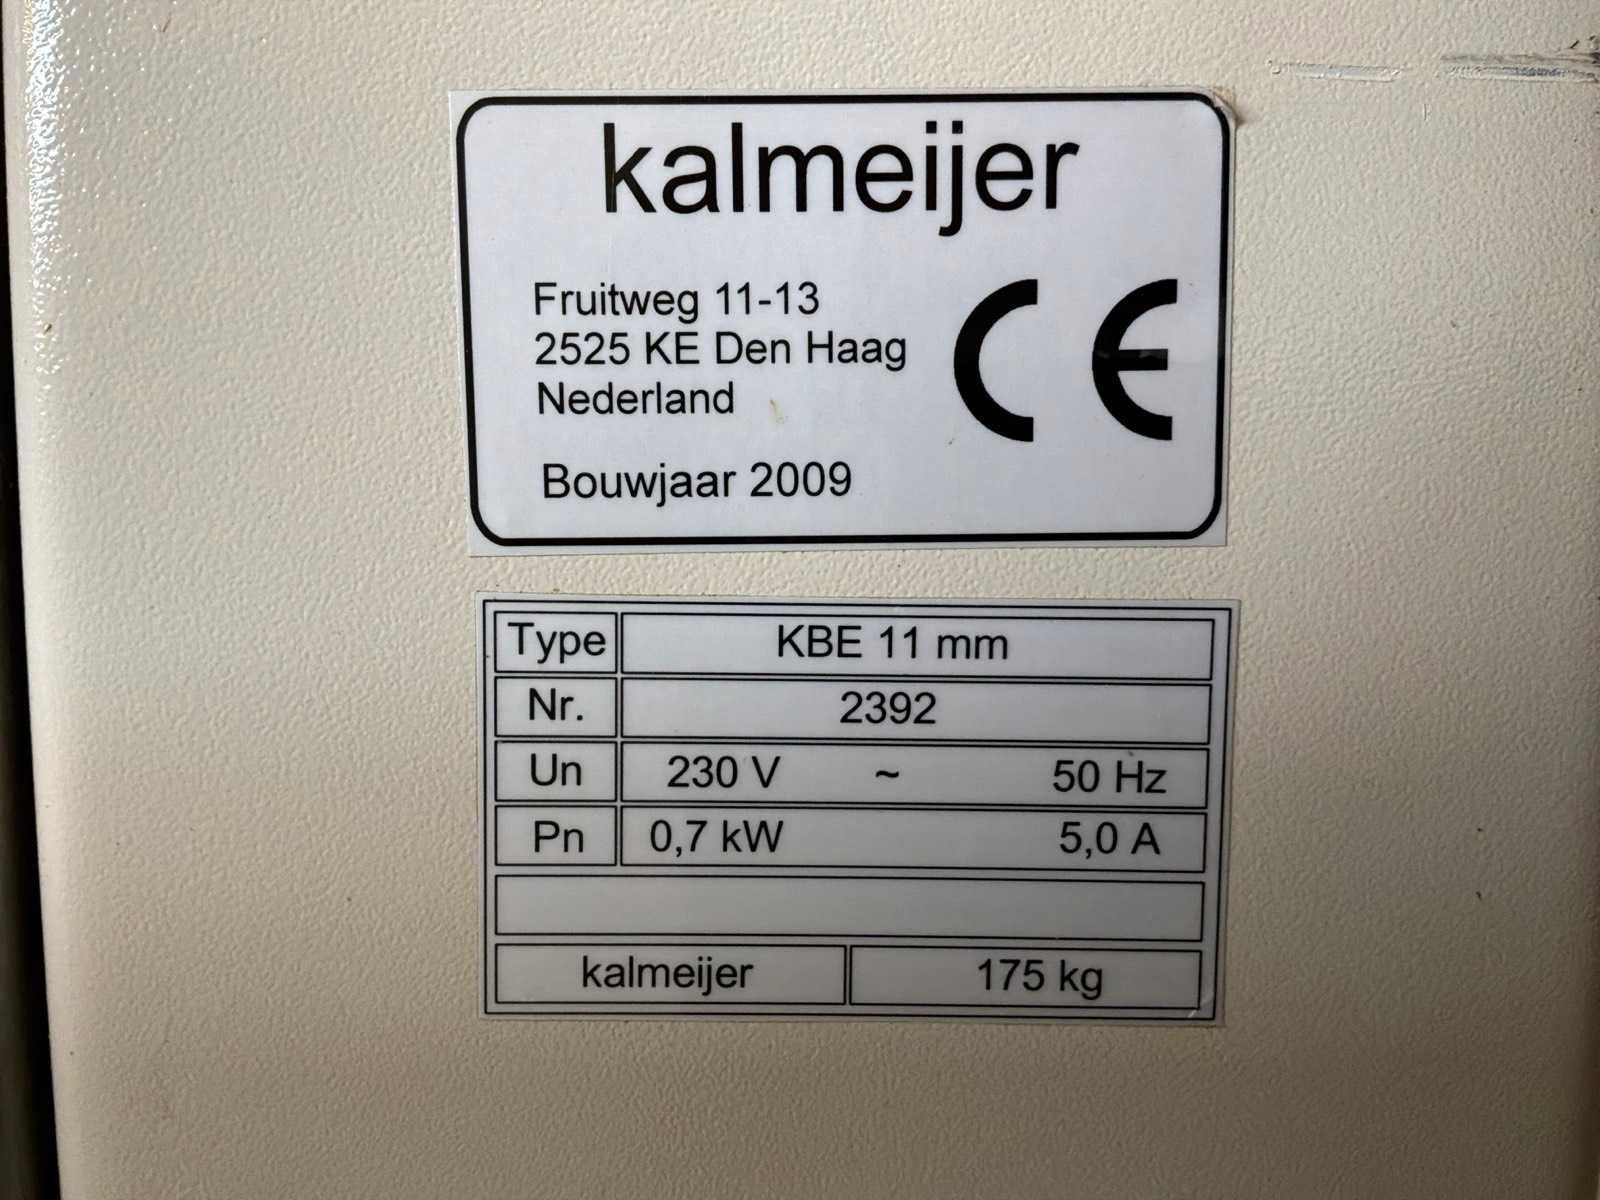 kalmeijer
Fruitweg 11-13
2525 KE Den Haag
Nederland
CE
Bouwjaar 2009
Type KBE 11 mm
Nr. 2392
Un 230 V ~ 50 Hz
Pn 0,7 kW 5,0 A
kalmeijer 175 kg